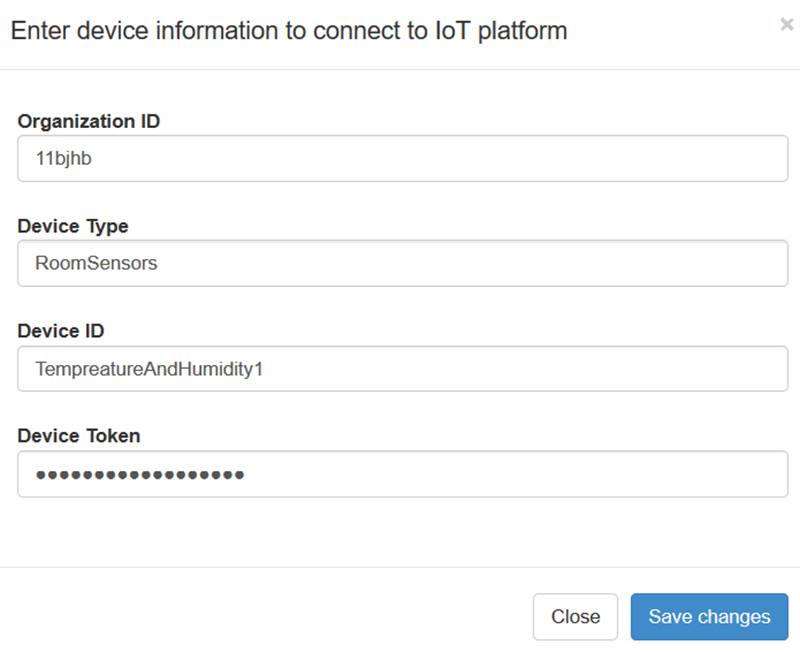 Enter device information to connect to IoT platform ×
Organization ID
11bjhb
Device Type
RoomSensors
Device ID
TempreatureAndHumidity1
Device Token
••••••••••••••••••
Close Save changes